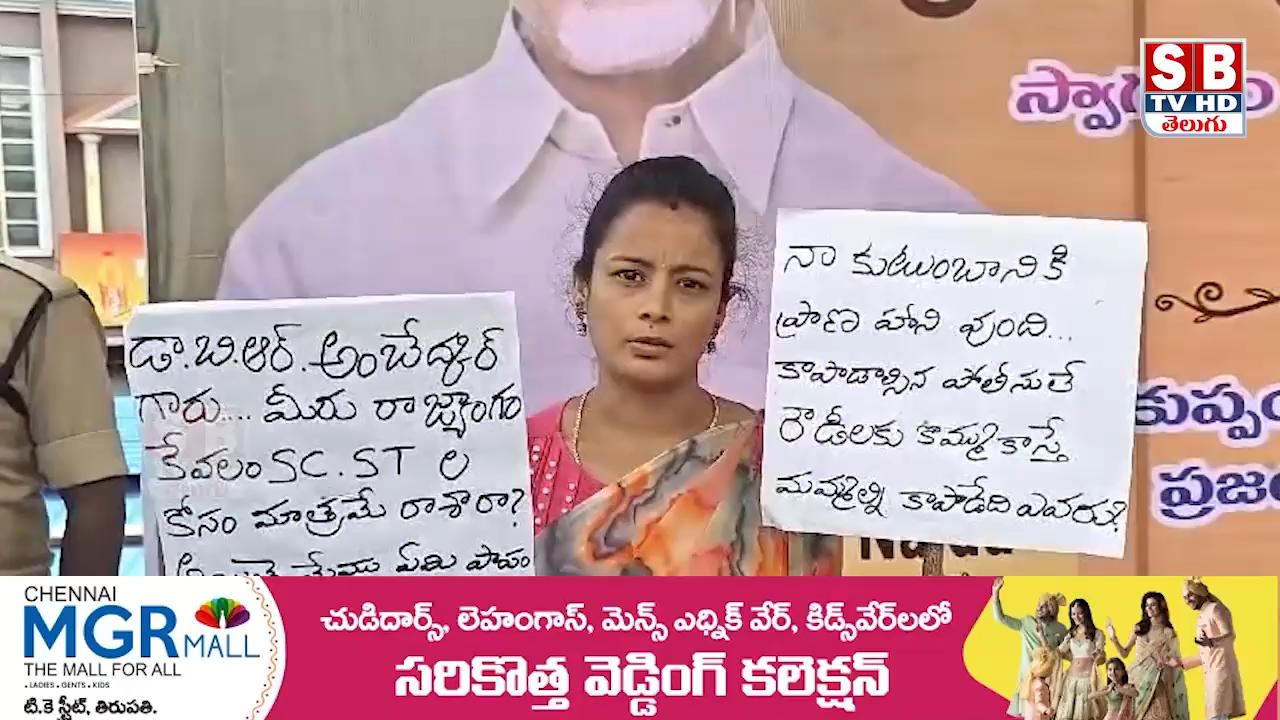 SB
TV HD
తెలుగు
డా.బి.ఆర్.అంబేద్కర్
గారు.... మీరు రాజ్యాంగం
కేవలం SC.ST ల
కోసం మాత్రమే రాశారా?
మేము ఏమి పాపం
నా కుటుంబానికి
ప్రాణ హాని వుంది...
కాపాడాల్సిన పోలీసులే
రౌడీలకు కొమ్ము కాస్తే
మమ్మల్ని కాపాడేది ఎవరు?
కుప్పం
CHENNAI
MGR MALL
THE MALL FOR ALL
• LADIES • GENTS • KIDS
టి.కె స్ట్రీట్, తిరుపతి.
చుడిదార్స్, లెహంగాస్, మెన్స్ ఎథ్నిక్ వేర్, కిడ్స్‌వేర్‌లలో
సరికొత్త వెడ్డింగ్ కలెక్షన్